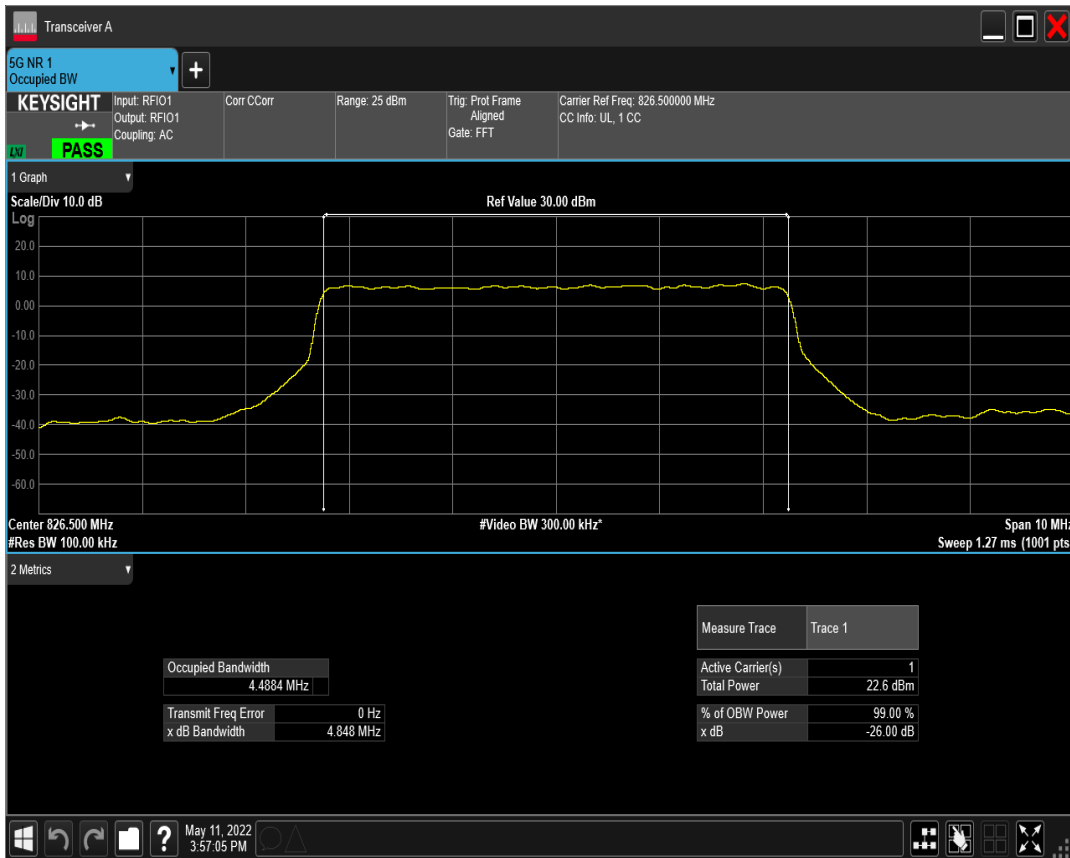 Transceiver A
5G NR 1
Occupied BW
KEYSIGHT
LXI
PASS
Input: RFIO1
Output: RFIO1
Coupling: AC
Corr CCorr
Range: 25 dBm
Trig: Prot Frame
Aligned
Gate: FFT
Carrier Ref Freq: 826.500000 MHz
CC Info: UL, 1 CC
1 Graph
Scale/Div 10.0 dB
Ref Value 30.00 dBm
Log
20.0
10.0
0.00
-10.0
-20.0
-30.0
-40.0
-50.0
-60.0
Center 826.500 MHz
#Video BW 300.00 kHz*
Span 10 MHz
#Res BW 100.00 kHz
Sweep 1.27 ms (1001 pts
2 Metrics
Measure Trace Trace 1
Occupied Bandwidth
4.4884 MHz
Active Carrier(s) 1
Total Power 22.6 dBm
Transmit Freq Error 0 Hz
x dB Bandwidth 4.848 MHz
% of OBW Power 99.00 %
x dB -26.00 dB
?
May 11, 2022
3:57:05 PM